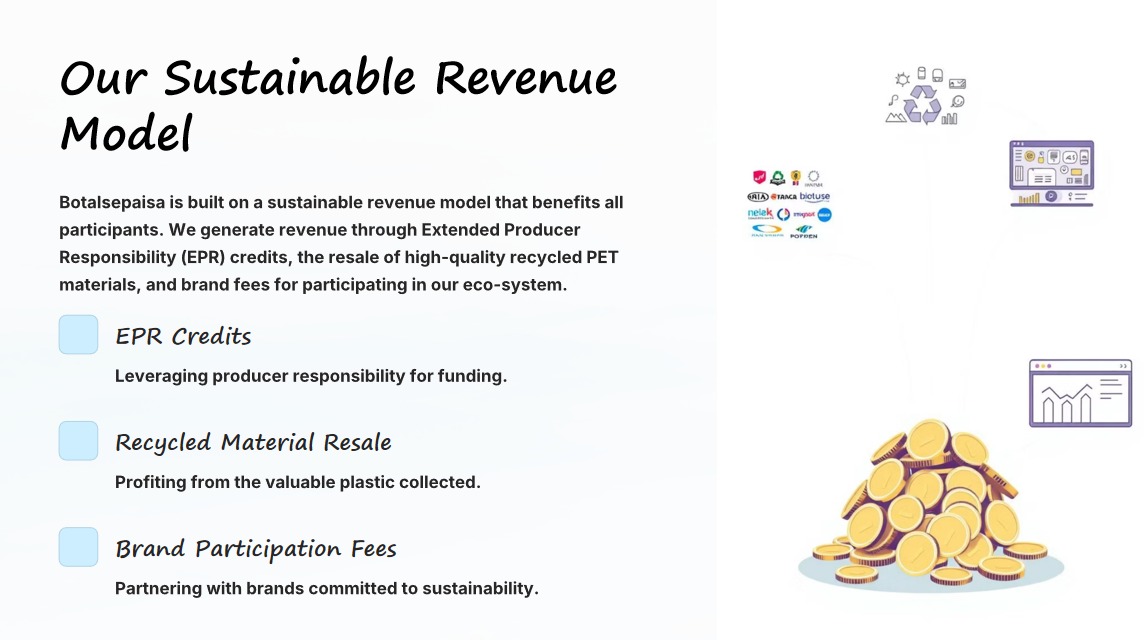 Our Sustainable Revenue
Model
Botalsepaisa is built on a sustainable revenue model that benefits all
participants. We generate revenue through Extended Producer
Responsibility (EPR) credits, the resale of high-quality recycled PET
materials, and brand fees for participating in our eco-system.
EPR Credits
Leveraging producer responsibility for funding.
Recycled Material Resale
Profiting from the valuable plastic collected.
Brand Participation Fees
Partnering with brands committed to sustainability.